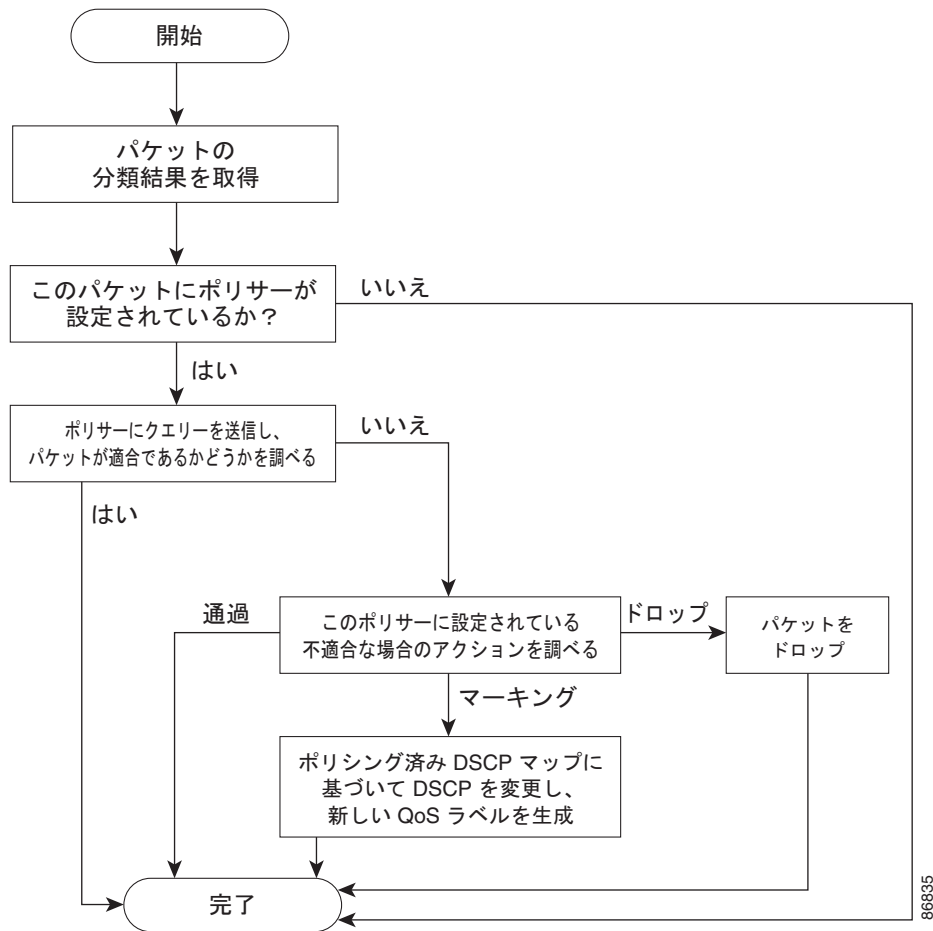 開始
パケットの
分類結果を取得
このパケットにポリサーが
設定されているか？
いいえ
はい
ポリサーにクエリーを送信し、
パケットが適合であるかどうかを調べる
いいえ
はい
通過
このポリサーに設定されている
不適合な場合のアクションを調べる
ドロップ
パケットを
ドロップ
マーキング
ポリシング済み DSCP マップに
基づいて DSCP を変更し、
新しい QoS ラベルを生成
完了
86835